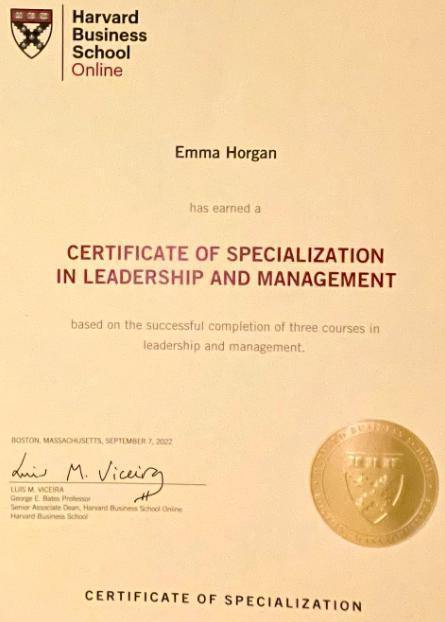 Harvard
Business
School
Online
Emma Horgan
has earned a
CERTIFICATE OF SPECIALIZATION
IN LEADERSHIP AND MANAGEMENT
based on the successful completion of three courses in
leadership and management.
BOSTON, MASSACHUSETTS, SEPTEMBER 7, 2022
Luis M. Viceira
LUIS M. VICEIRA
George E. Bates Professor
Senior Associate Dean, Harvard Business School Online
Harvard Business School
CERTIFICATE OF SPECIALIZATION